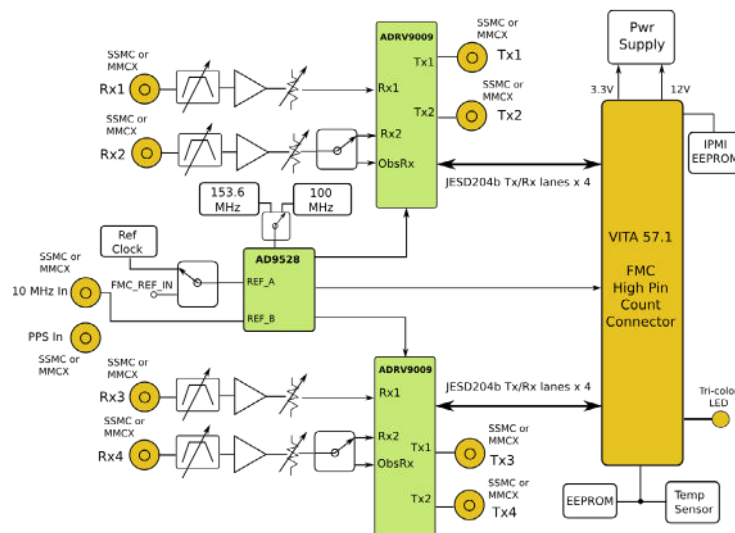 SSMC or
MMCX
Rx1
SSMC or
MMCX
Rx2
ADRV9009
Rx1
Tx1
Tx2
Rx2
ObsRx
SSMC or
MMCX
Tx1
SSMC or
MMCX
Tx2
JESD204b Tx/Rx lanes x 4
Pwr
Supply
3.3V
12V
IPMI
EEPROM
VITA 57.1
FMC
High Pin
Count
Connector
153.6
MHz
100
MHz
Ref
Clock
FMC_REF_IN
AD9528
REF_A
REF_B
SSMC or
MMCX
10 MHz In
PPS In
SSMC or
MMCX
SSMC or
MMCX
Rx3
SSMC or
MMCX
Rx4
ADRV9009
Rx1
Rx2
ObsRx
Tx1
Tx2
JESD204b Tx/Rx lanes x 4
SSMC or
MMCX
Tx3
SSMC or
MMCX
Tx4
Tri-color
LED
EEPROM
Temp
Sensor